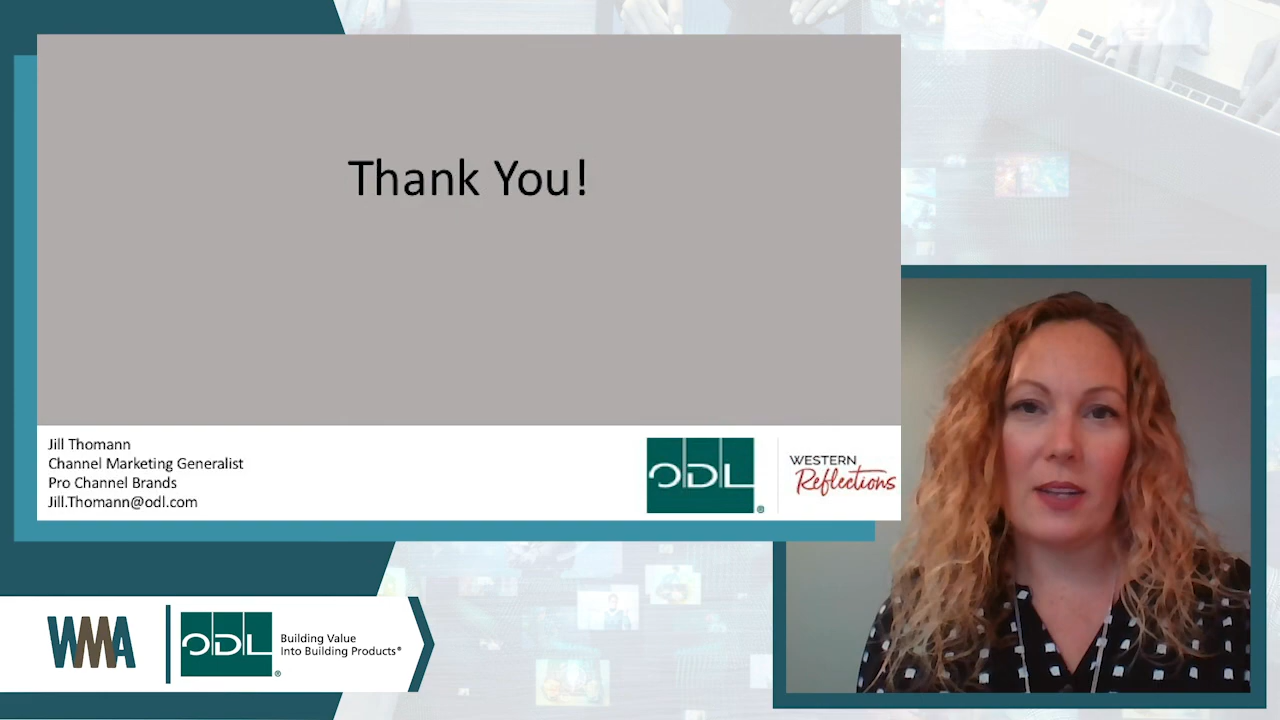 Thank You!
Jill Thomann
Channel Marketing Generalist
Pro Channel Brands
Jill.Thomann@odl.com
ODL®
WESTERN
Reflections
WMA
ODL®
Building Value
Into Building Products®